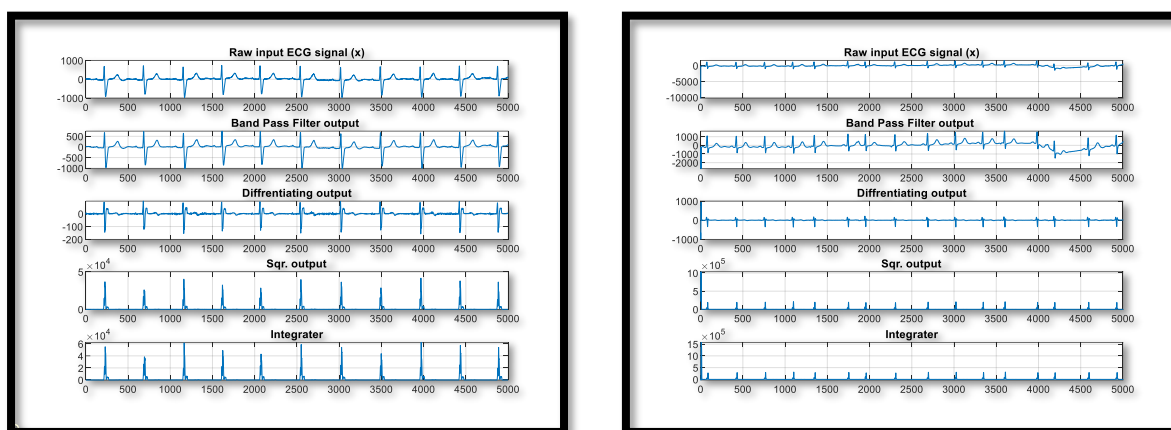 Raw input ECG signal (x)
1000
0
-1000
0 500 1000 1500 2000 2500 3000 3500 4000 4500 5000
Band Pass Filter output
500
0
-500
-1000
0 500 1000 1500 2000 2500 3000 3500 4000 4500 5000
Diffrentiating output
0
-100
-200
0 500 1000 1500 2000 2500 3000 3500 4000 4500 5000
×10⁴
Sqr. output
5
0
0 500 1000 1500 2000 2500 3000 3500 4000 4500 5000
×10⁴
Integrater
6
4
2
0
0 500 1000 1500 2000 2500 3000 3500 4000 4500 5000
Raw input ECG signal (x)
0
-5000
-10000
0 500 1000 1500 2000 2500 3000 3500 4000 4500 5000
Band Pass Filter output
1000
0
-1000
-2000
0 500 1000 1500 2000 2500 3000 3500 4000 4500 5000
Diffrentiating output
1000
0
-1000
0 500 1000 1500 2000 2500 3000 3500 4000 4500 5000
×10⁵
Sqr. output
10
5
0
0 500 1000 1500 2000 2500 3000 3500 4000 4500 5000
×10⁵
Integrater
15
10
5
0
0 500 1000 1500 2000 2500 3000 3500 4000 4500 5000